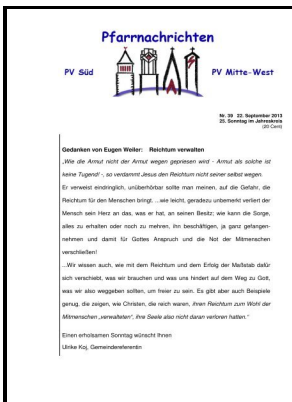 Pfarrnachrichten
PV Süd
PV Mitte-West
Nr. 39 22. September 2013
25. Sonntag im Jahreskreis
(20 Cent)
Gedanken von Eugen Weiler: Reichtum verwalten
„Wie die Armut nicht der Armut wegen gepriesen wird - Armut als solche ist
keine Tugend! -, so verdammt Jesus den Reichtum nicht seiner selbst wegen.
Er verweist eindringlich, unüberhörbar sollte man meinen, auf die Gefahr, die
Reichtum für den Menschen bringt. ...wie leicht, geradezu unbemerkt verliert der
Mensch sein Herz an das, was er hat, an seinen Besitz; wie kann die Sorge,
alles zu erhalten oder noch zu mehren, ihn beschäftigen, ja ganz gefangen-
nehmen und damit für Gottes Anspruch und die Not der Mitmenschen
verschließen!
...Wir wissen auch, wie mit dem Reichtum und dem Erfolg der Maßstab dafür
sich verschiebt, was wir brauchen und was uns hindert auf dem Weg zu Gott,
was wir also weggeben sollten, um freier zu sein. Es gibt aber auch Beispiele
genug, die zeigen, wie Christen, die reich waren, ihren Reichtum zum Wohl der
Mitmenschen „verwalteten", ihre Seele also nicht daran verloren hatten."
Einen erholsamen Sonntag wünscht Ihnen
Ulrike Koj, Gemeindereferentin